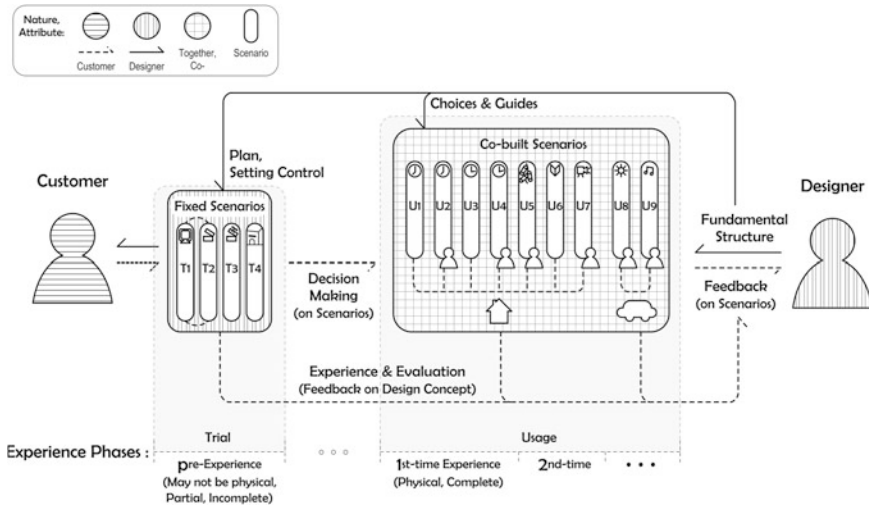 Nature,
Attribute:
Customer
Designer
Together,
Co-
Scenario
Choices & Guides
Co-built Scenarios
Plan,
Setting Control
Customer
Designer
Fixed Scenarios
U1 U2 U3 U4 U5 U6 U7 U8 U9
T1 T2 T3 T4
Fundamental
Structure
Decision
Making
(on Scenarios)
Feedback
(on Scenarios)
Experience & Evaluation
(Feedback on Design Concept)
Trial
Usage
Experience Phases :
pre-Experience
(May not be physical,
Partial, Incomplete)
1st-time Experience
(Physical, Complete)
2nd-time